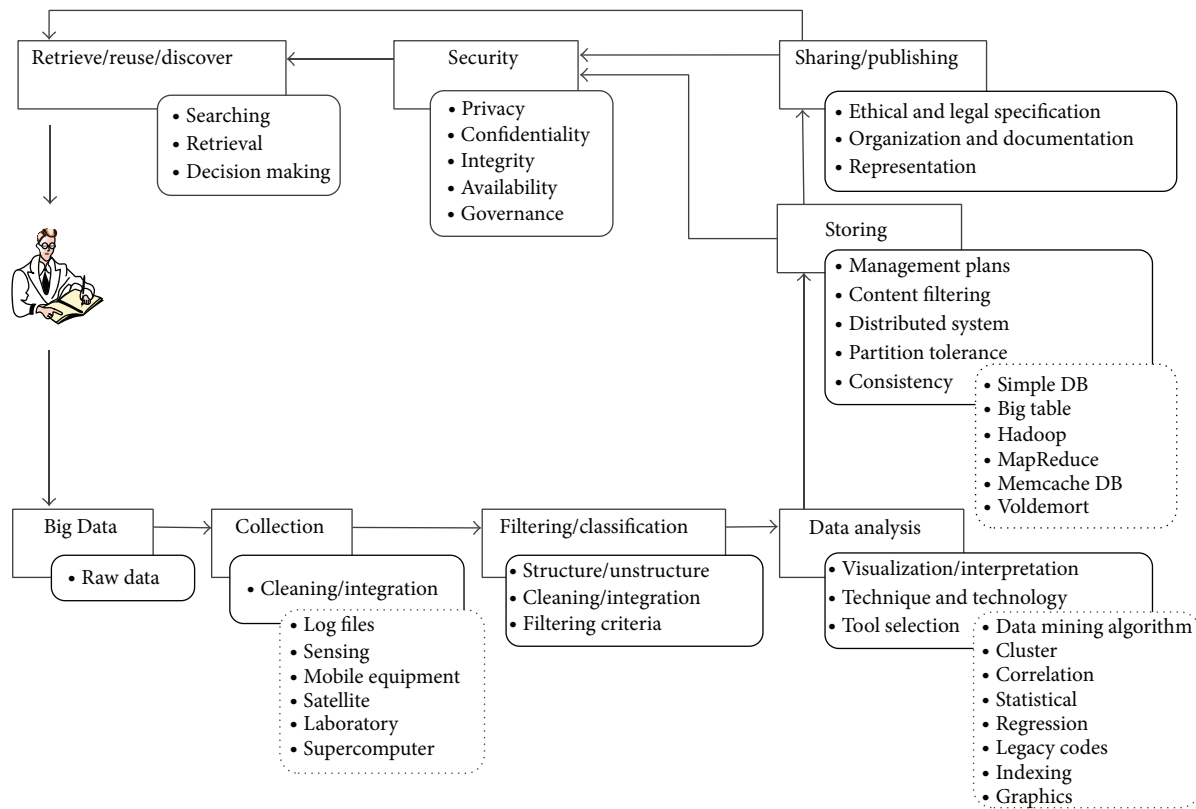 Retrieve/reuse/discover
• Searching
• Retrieval
• Decision making
Security
• Privacy
• Confidentiality
• Integrity
• Availability
• Governance
Sharing/publishing
• Ethical and legal specification
• Organization and documentation
• Representation
Storing
• Management plans
• Content filtering
• Distributed system
• Partition tolerance
• Consistency
• Simple DB
• Big table
• Hadoop
• MapReduce
• Memcache DB
• Voldemort
Big Data
• Raw data
Collection
• Cleaning/integration
• Log files
• Sensing
• Mobile equipment
• Satellite
• Laboratory
• Supercomputer
Filtering/classification
• Structure/unstructure
• Cleaning/integration
• Filtering criteria
Data analysis
• Visualization/interpretation
• Technique and technology
• Tool selection
• Data mining algorithm
• Cluster
• Correlation
• Statistical
• Regression
• Legacy codes
• Indexing
• Graphics